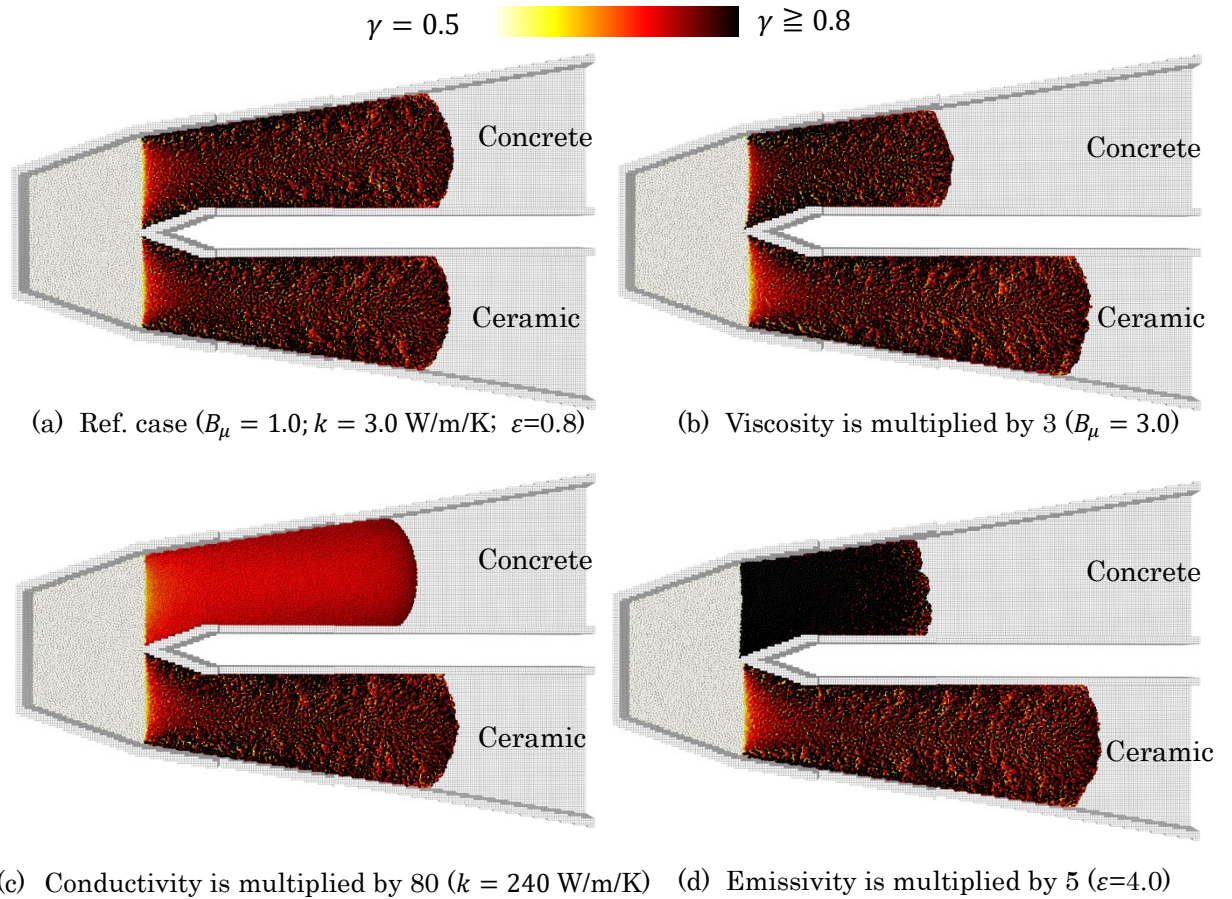 γ = 0.5 γ ≧ 0.8
Concrete
Ceramic
Concrete
Ceramic
(a) Ref. case (Bμ = 1.0; k = 3.0 W/m/K; ε=0.8)
(b) Viscosity is multiplied by 3 (Bμ = 3.0)
Concrete
Ceramic
Concrete
Ceramic
(c) Conductivity is multiplied by 80 (k = 240 W/m/K)
(d) Emissivity is multiplied by 5 (ε=4.0)